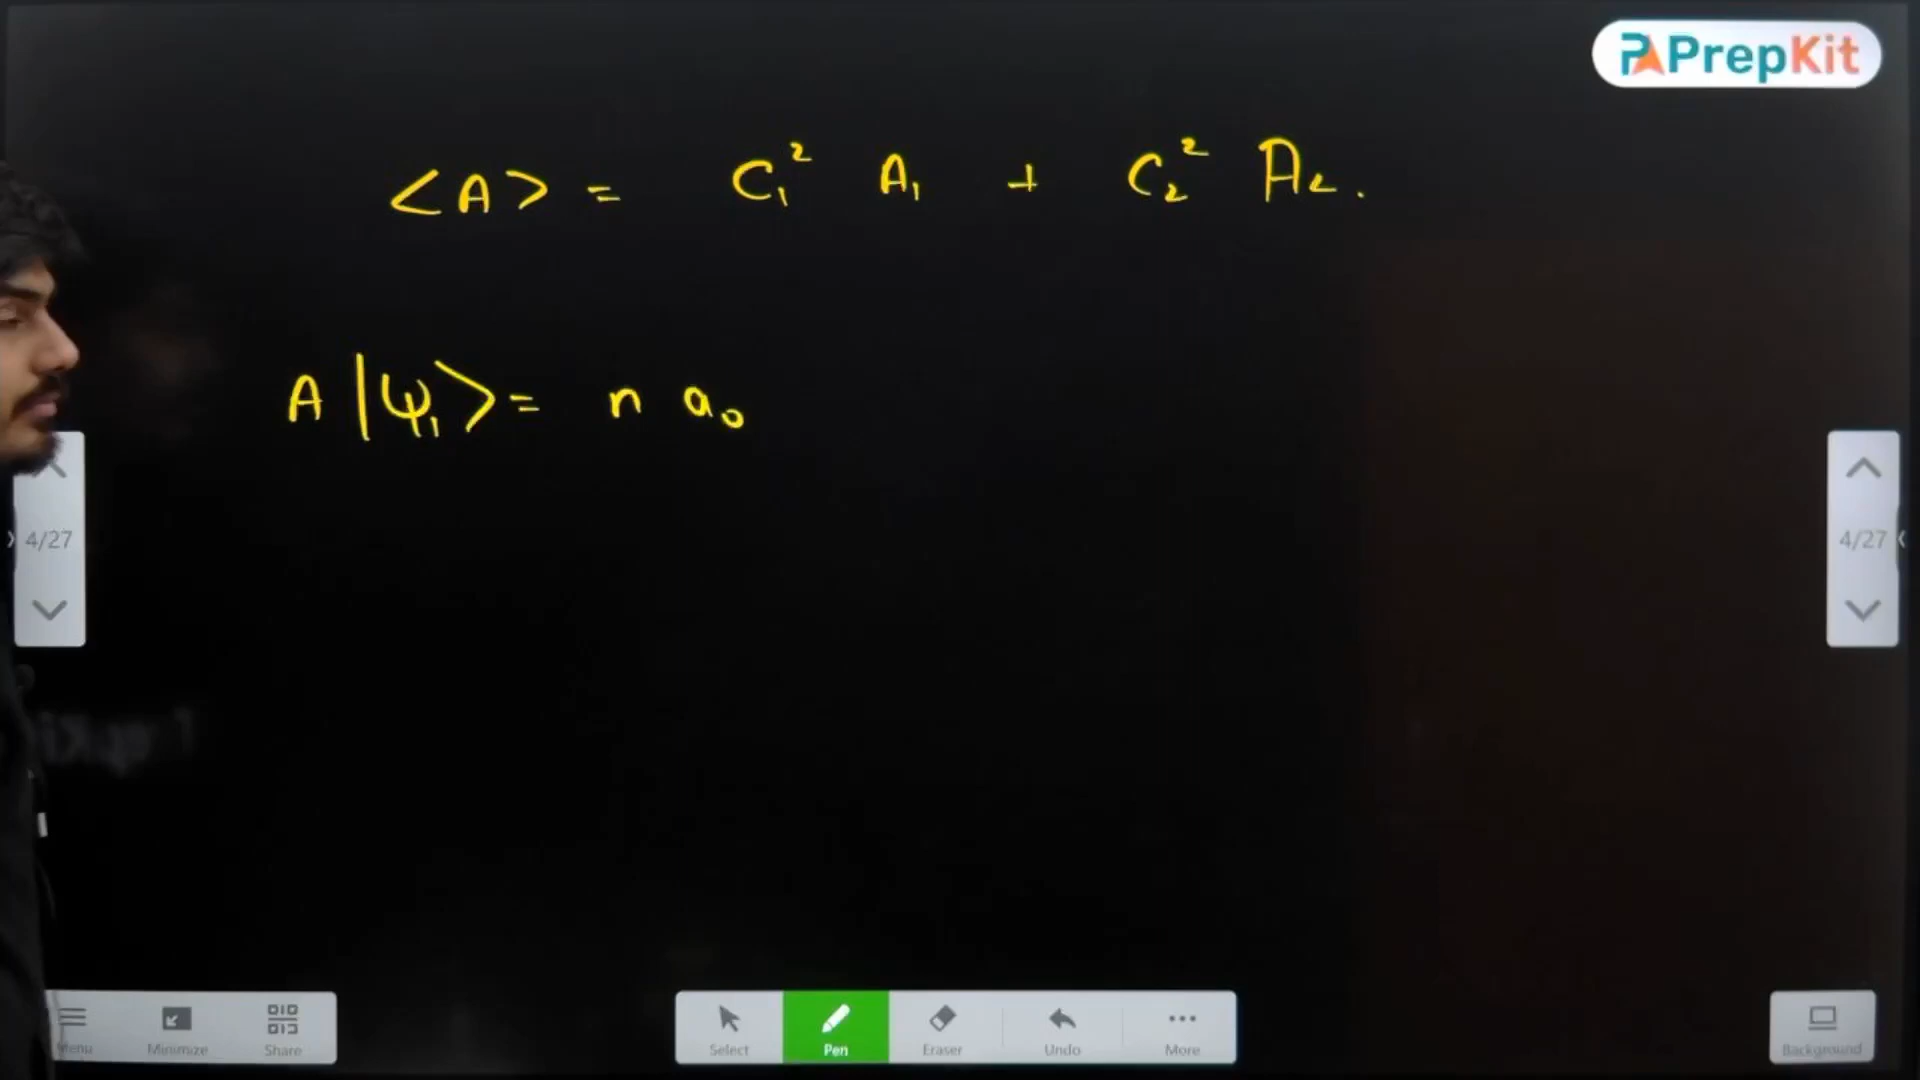 PrepKit
<A> = C₁² A₁ + C₂² A₂.
A |ψ₁> = n a₀
4/27
4/27
Menu Minimize Share Select Pen Eraser Undo More Background